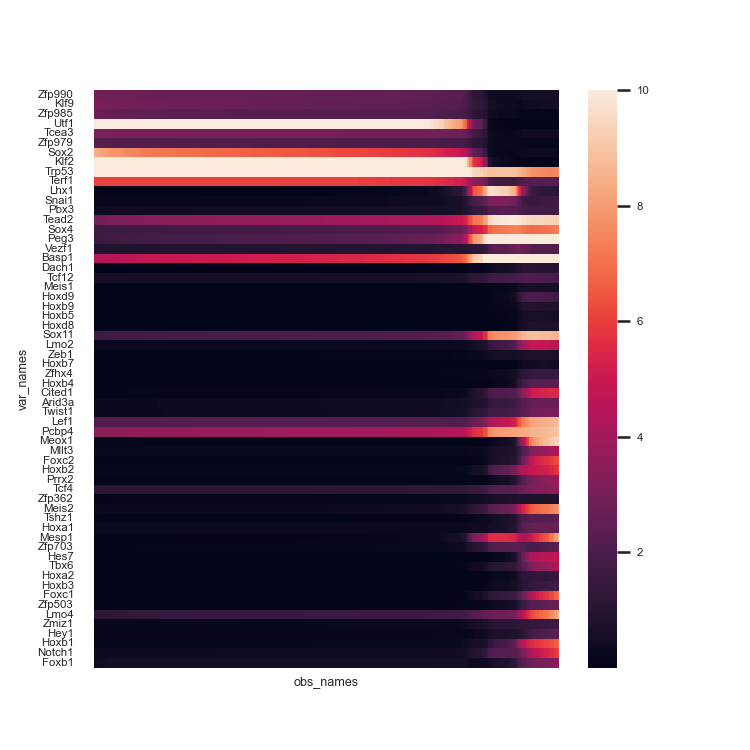 Zfp990
Klf9
Zfp985
Utf1
Tcea3
Zfp979
Sox2
Klf2
Trp53
Terf1
Lhx1
Snai1
Pbx3
Tead2
Sox4
Peg3
Vezf1
Basp1
Dach1
Tcf12
Meis1
Hoxd9
Hoxb9
Hoxb5
Hoxd8
Sox11
Lmo2
Zeb1
Hoxb7
Zfhx4
Hoxb4
Cited1
Arid3a
Twist1
Lef1
Pcbp4
Meox1
Mllt3
Foxc2
Hoxb2
Prrx2
Tcf4
Zfp362
Meis2
Tshz1
Hoxa1
Mesp1
Zfp703
Hes7
Tbx6
Hoxa2
Hoxb3
Foxc1
Zfp503
Lmo4
Zmiz1
Hey1
Hoxb1
Notch1
Foxb1
var_names
obs_names
10
8
6
4
2